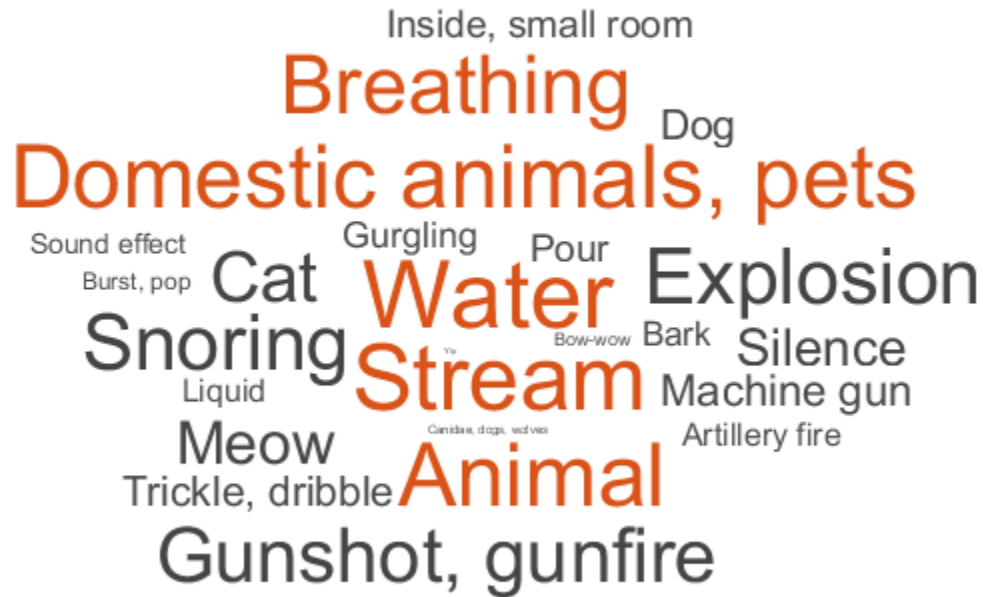 Inside, small room
Breathing
Dog
Domestic animals, pets
Sound effect
Gurgling
Pour
Burst, pop
Cat
Water
Explosion
Snoring
Bow-wow
Bark
Silence
Yip
Stream
Liquid
Machine gun
Canidae, dogs, wolves
Meow
Artillery fire
Trickle, dribble
Animal
Gunshot, gunfire